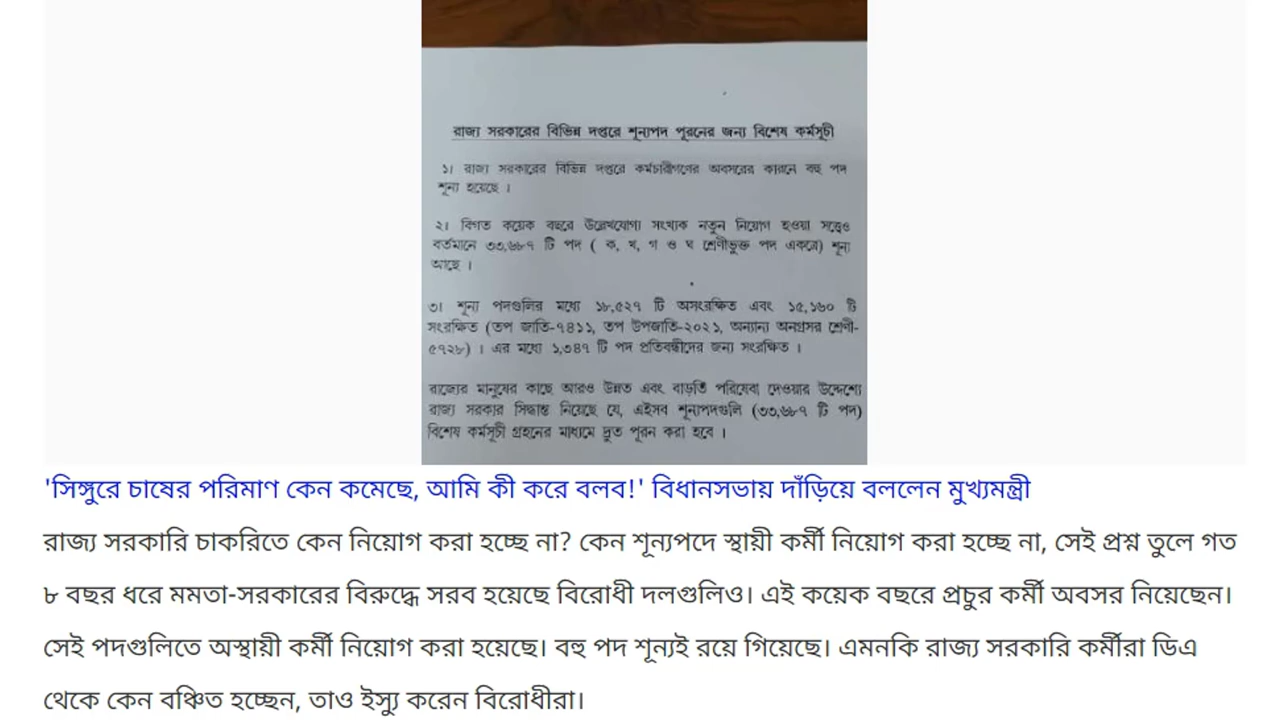 রাজ্য সরকারের বিভিন্ন দপ্তরে শূন্যপদ পূরনের জন্য বিশেষ কর্মসূচী
১। রাজ্য সরকারের বিভিন্ন দপ্তরে কর্মচারীগণের অবসরের কারনে বহু পদ
শূন্য হয়েছে ।
২। বিগত কয়েক বছরে উল্লেখযোগ্য সংখ্যক নতুন নিয়োগ হওয়া সত্ত্বেও
বর্তমানে ৩৩,৬৮৭ টি পদ ( ক, খ, গ ও ঘ শ্রেণীভুক্ত পদ একত্রে) শূন্য
আছে ।
৩। শূন্য পদগুলির মধ্যে ১৮,৫২৭ টি অসংরক্ষিত এবং ১৫,১৬০ টি
সংরক্ষিত (তপ জাতি-৭৪১১, তপ উপজাতি-২০২১, অন্যান্য অনগ্রসর শ্রেণী-
৫৭২৮) । এর মধ্যে ১,৩৪৭ টি পদ প্রতিবন্ধীদের জন্য সংরক্ষিত ।
রাজ্যের মানুষের কাছে আরও উন্নত এবং বাড়তি পরিষেবা দেওয়ার উদ্দেশ্যে
রাজ্য সরকার সিদ্ধান্ত নিয়েছে যে, এইসব শূন্যপদগুলি (৩৩,৬৮৭ টি পদ)
বিশেষ কর্মসূচী গ্রহনের মাধ্যমে দ্রুত পূরন করা হবে ।
'সিঙ্গুরে চাষের পরিমাণ কেন কমেছে, আমি কী করে বলব!' বিধানসভায় দাঁড়িয়ে বললেন মুখ্যমন্ত্রী
রাজ্য সরকারি চাকরিতে কেন নিয়োগ করা হচ্ছে না? কেন শূন্যপদে স্থায়ী কর্মী নিয়োগ করা হচ্ছে না, সেই প্রশ্ন তুলে গত
৮ বছর ধরে মমতা-সরকারের বিরুদ্ধে সরব হয়েছে বিরোধী দলগুলিও। এই কয়েক বছরে প্রচুর কর্মী অবসর নিয়েছেন।
সেই পদগুলিতে অস্থায়ী কর্মী নিয়োগ করা হয়েছে। বহু পদ শূন্যই রয়ে গিয়েছে। এমনকি রাজ্য সরকারি কর্মীরা ডিএ
থেকে কেন বঞ্চিত হচ্ছেন, তাও ইস্যু করেন বিরোধীরা।